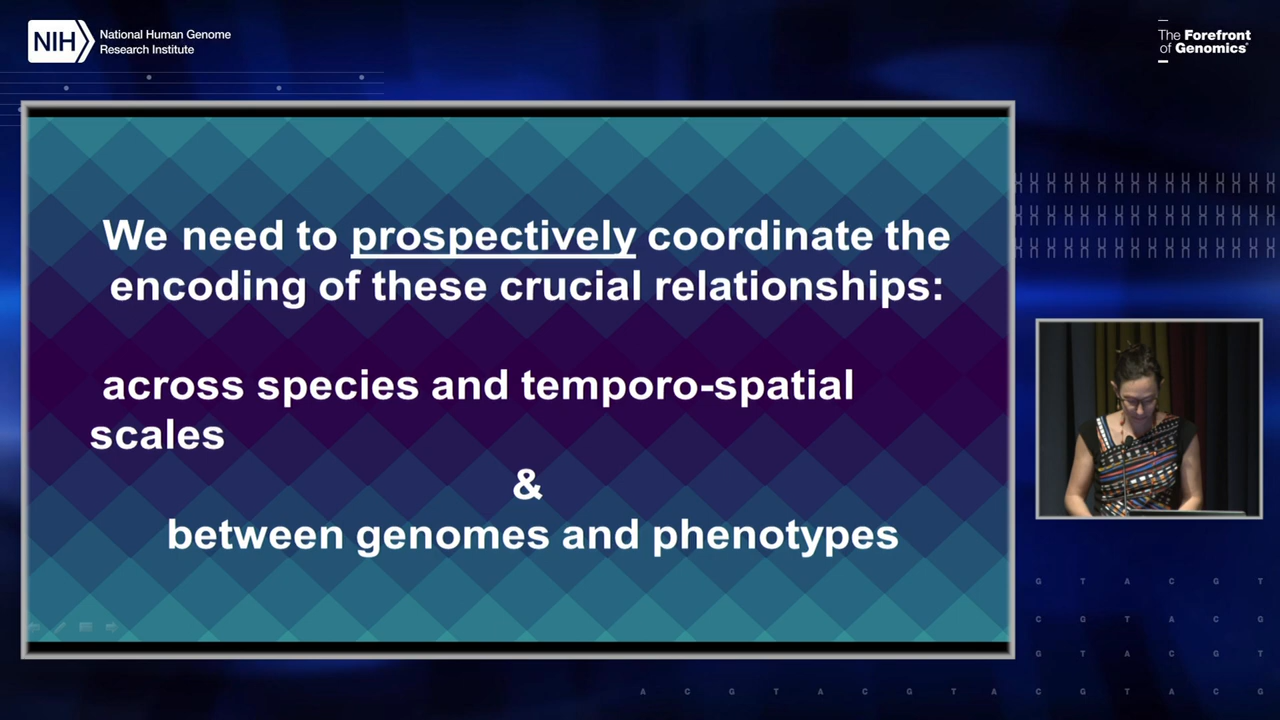 NIH
National Human Genome
Research Institute
The Forefront
of Genomics®
We need to prospectively coordinate the
encoding of these crucial relationships:
across species and temporo-spatial
scales
&
between genomes and phenotypes
G T A C G T
C G T A C G
G T A C G T
A C G T A C G T A C G T A C G